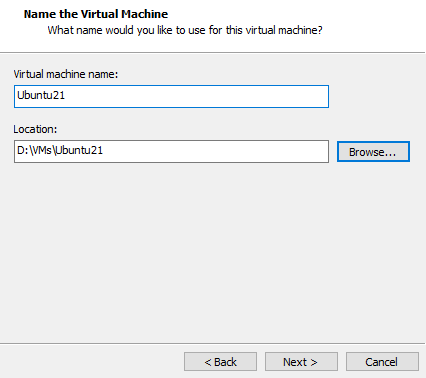 Name the Virtual Machine
What name would you like to use for this virtual machine?
Virtual machine name:
Ubuntu21
Location:
D:\VMs\Ubuntu21
Browse...
< Back
Next >
Cancel